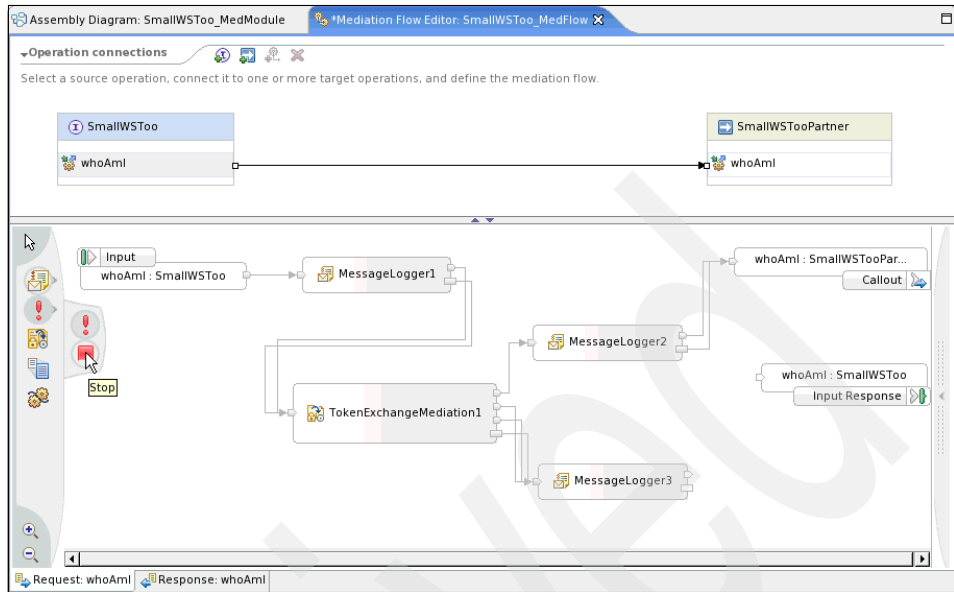 Assembly Diagram: SmallWSToo_MedModule
*Mediation Flow Editor: SmallWSToo_MedFlow
Operation connections
Select a source operation, connect it to one or more target operations, and define the mediation flow.
SmallWSToo
SmallWSTooPartner
whoAmI
whoAmI
Input
whoAmI : SmallWSToo
MessageLogger1
whoAmI : SmallWSTooPar...
Callout
MessageLogger2
Stop
whoAmI : SmallWSToo
Input Response
TokenExchangeMediation1
MessageLogger3
Request: whoAmI
Response: whoAmI